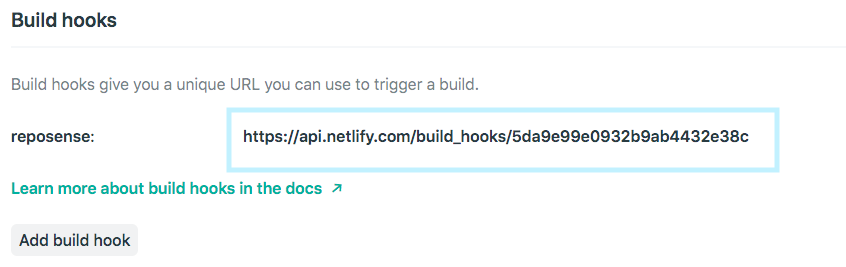 Build hooks
Build hooks give you a unique URL you can use to trigger a build.
reposense: https://api.netlify.com/build_hooks/5da9e99e0932b9ab4432e38c
Learn more about build hooks in the docs ↗
Add build hook